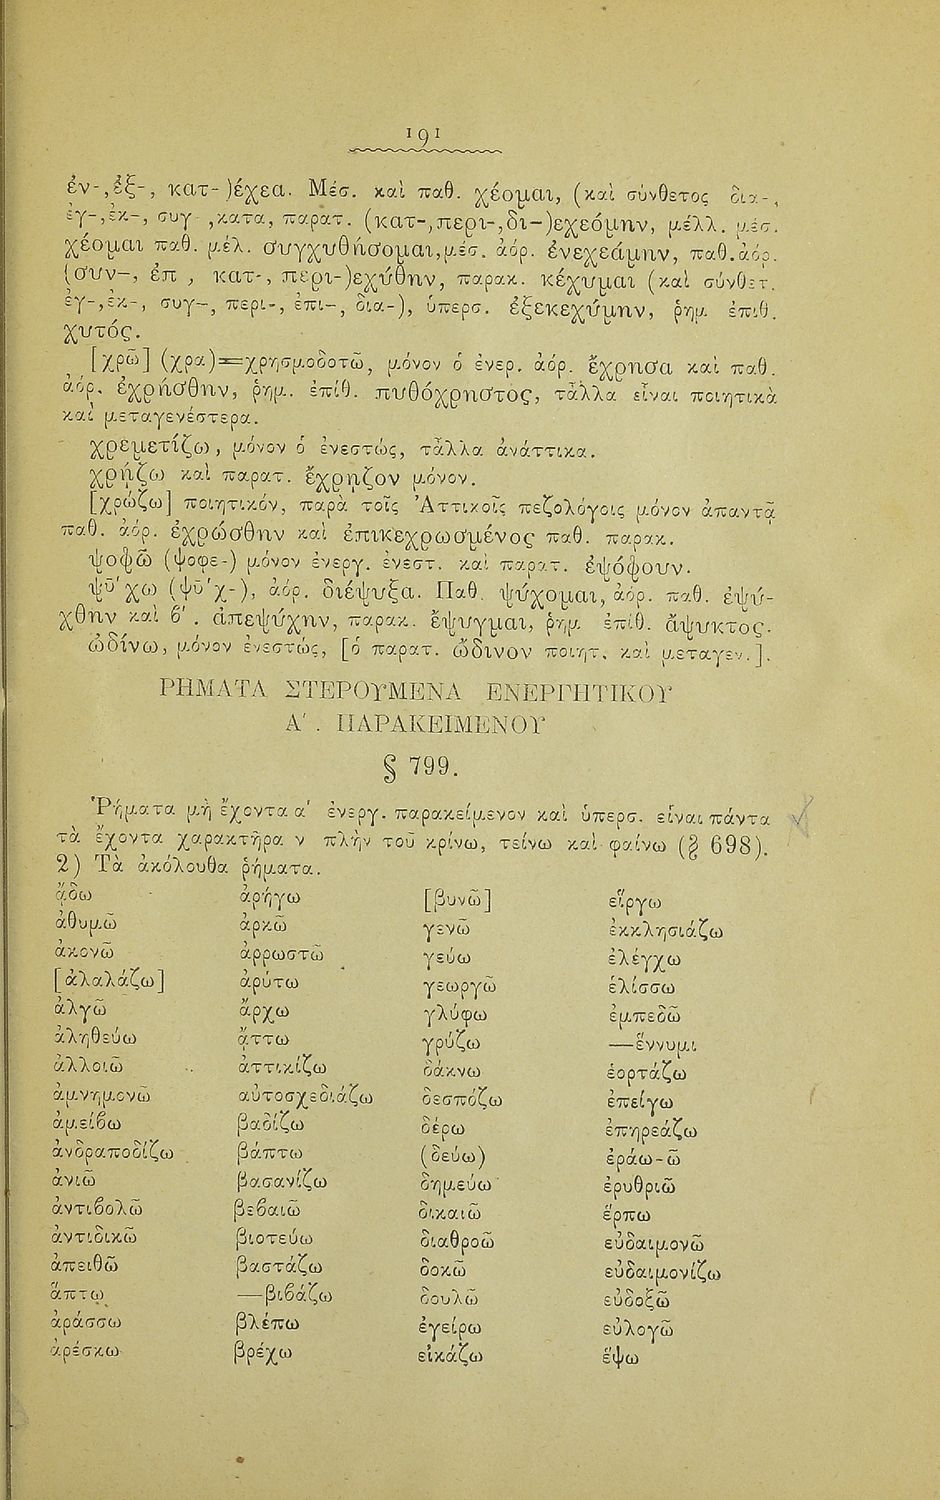 191
ἐν-,ἐξ-, κατ-)έχεα. Μέσ. καὶ παθ. χέομαι, (καὶ σύνθετος δια-,
ἐγ-,ἐκ-, συγ-,κατα, παρατ. (κατ-,περι-,δι-)εχεόμην, μέλλ. μέσ.
χέομαι παθ. μέλ. συγχυθήσομαι,μέσ. ἀόρ. ἐνεχεάμην, παθ.ἀόρ.
(συν-, ἐπ , κατ-, περι-)εχύθην, παρακ. κέχυμαι (καὶ σύνθετ.
ἐγ-,ἐκ-, συγ-, περι-, ἐπι-, δια-), ὑπερσ. ἐξεκεχύμην, ῥημ. ἐπιθ.
χυτός.
[χρῶ] (χρα)=χρησμοδοτῶ, μόνον ὁ ἐνερ. ἀόρ. ἔχρησα καὶ παθ.
ἀόρ. ἐχρήσθην, ῥημ. ἐπίθ. πυθόχρηστος, τἆλλα εἶναι ποιητικὰ
καὶ μεταγενέστερα.
χρεμετίζω, μόνον ὁ ἐνεστώς, τἆλλα ἀνάττικα.
χρῄζω καὶ παρατ. ἔχρῃζον μόνον.
[χρώζω] ποιητικόν, παρὰ τοῖς Ἀττικοῖς πεζολόγοις μόνον ἀπαντᾷ
παθ. ἀόρ. ἐχρώσθην καὶ ἐπικεχρωσμένος παθ. παρακ.
ψοφῶ (ψοφε-) μόνον ἐνεργ. ἐνεστ. καὶ παρατ. ἐψόφουν.
ψῡ́χω (ψῡ́χ-), ἀόρ. διέψυξα. Παθ. ψύχομαι, ἀόρ. παθ. ἐψύ-
χθην καὶ β΄. ἀπεψύχην, παρακ. ἔψυγμαι, ῥημ ἐπίθ. ἄψυκτος.
ὠδίνω, μόνον ἐνεστώς, [ὁ παρατ. ὤδινον ποιητ. καὶ μεταγεν.].
ΡΗΜΑΤΑ ΣΤΕΡΟΥΜΕΝΑ ΕΝΕΡΓΗΤΙΚΟΥ
Α΄. ΠΑΡΑΚΕΙΜΕΝΟΥ
§ 799.
Ῥήματα μὴ ἔχοντα α΄ ἐνεργ. παρακείμενον καὶ ὑπερσ. εἶναι πάντα
τὰ ἔχοντα χαρακτῆρα ν πλὴν τοῦ κρίνω, τείνω καὶ φαίνω (§ 698).
2) Τὰ ἀκόλουθα ῥήματα.
ᾄδω ἀρήγω [βυνῶ] εἴργω
ἀθυμῶ ἀρκῶ γενῶ ἐκκλησιάζω
ἀκονῶ ἀρρωστῶ γεύω ἐλέγχω
[ἀλαλάζω] ἀρύτω γεωργῶ ἑλίσσω
ἀλγῶ ἄρχω γλύφω ἐμπεδῶ
ἀληθεύω ᾄττω γρύζω —έννυμι
ἀλλοιῶ ἀττικίζω δάκνω ἑορτάζω
ἀμνημονῶ αὐτοσχεδιάζω δεσπόζω ἐπείγω
ἀμείβω βαδίζω δέρω ἐπηρεάζω
ἀνδραποδίζω βάπτω (δεύω) ἐράω-ῶ
ἀνιῶ βασανίζω δημεύω ἐρυθριῶ
ἀντιβολῶ βεβαιῶ δικαιῶ ἕρπω
ἀντιδικῶ βιοτεύω διαθροῶ εὐδαιμονῶ
ἀπειθῶ βαστάζω δοκῶ εὐδαιμονίζω
ἅπτω —βιβάζω δουλῶ εὐδοξῶ
ἀράσσω βλέπω ἐγείρω εὐλογῶ
ἀρέσκω βρέχω εἰκάζω ἕψω